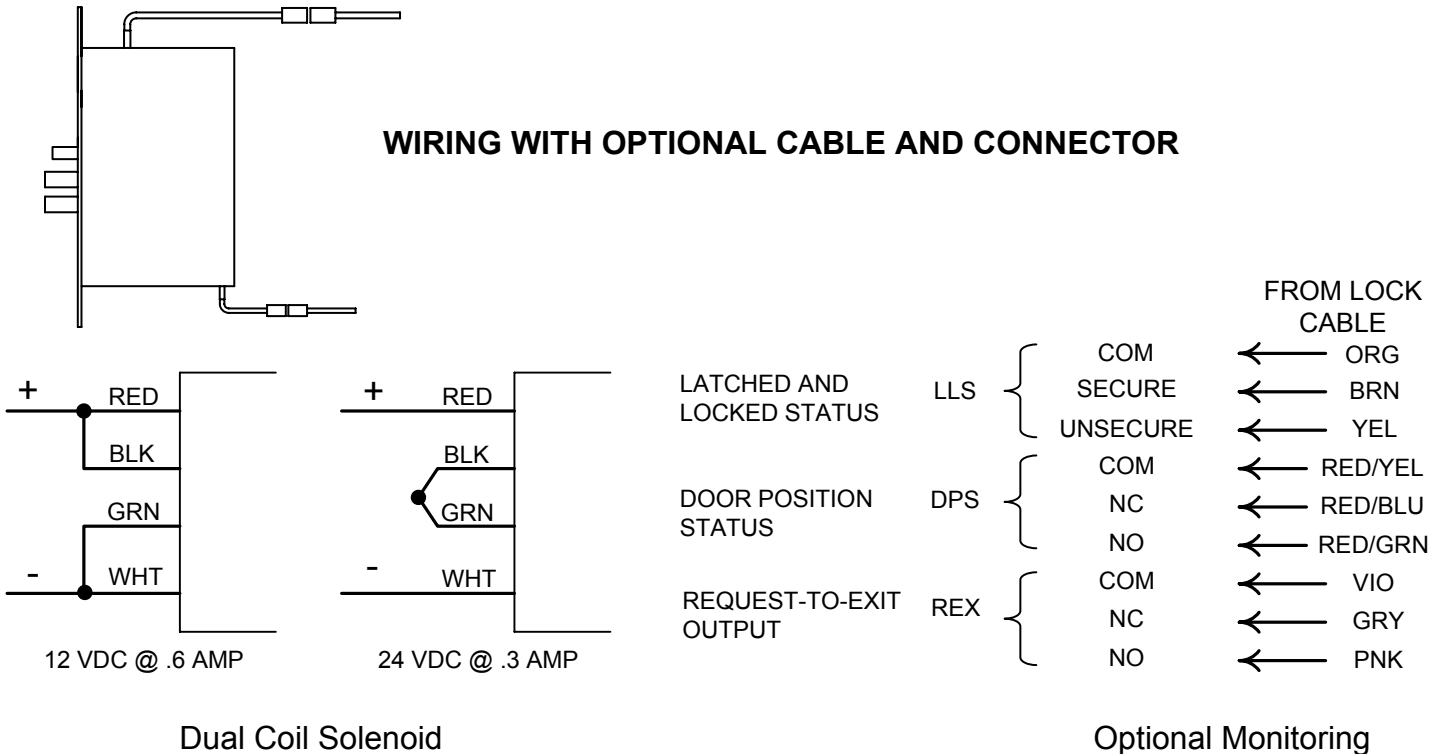 WIRING WITH OPTIONAL CABLE AND CONNECTOR
+ RED
BLK
GRN
- WHT
12 VDC @ .6 AMP
+ RED
BLK
GRN
- WHT
24 VDC @ .3 AMP
Dual Coil Solenoid
FROM LOCK
CABLE
LATCHED AND
LOCKED STATUS
LLS
COM ORG
SECURE BRN
UNSECURE YEL
DOOR POSITION
STATUS
DPS
COM RED/YEL
NC RED/BLU
NO RED/GRN
REQUEST-TO-EXIT
OUTPUT
REX
COM VIO
NC GRY
NO PNK
Optional Monitoring